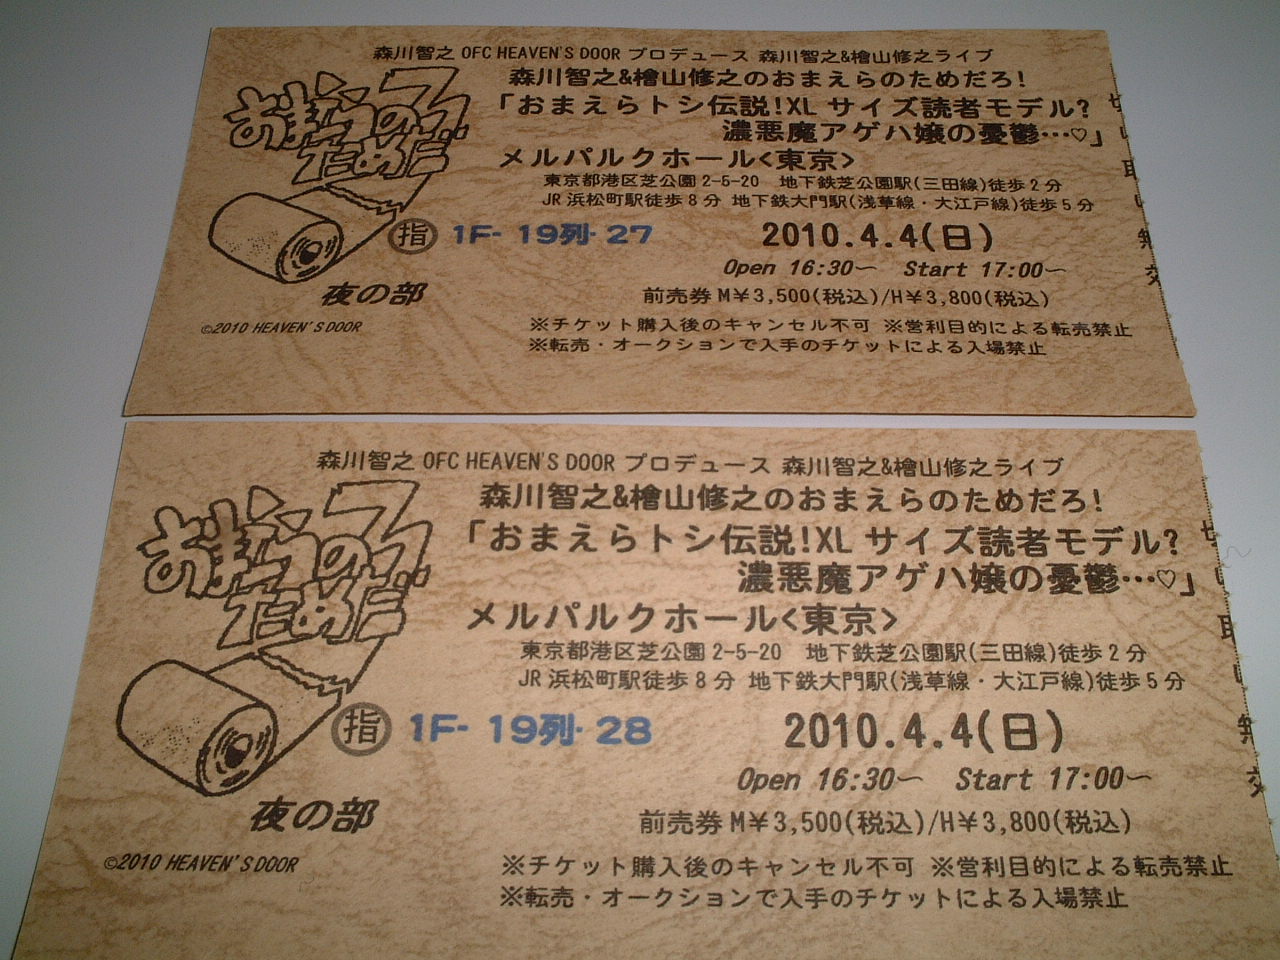 森川智之 OFC HEAVEN'S DOOR プロデュース 森川智之&檜山修之ライブ
森川智之&檜山修之のおまえらのためだろ!
「おまえらトシ伝説!XL サイズ読者モデル?
濃悪魔アゲハ嬢の憂鬱…♡」
メルパルクホール<東京>
東京都港区芝公園2-5-20 地下鉄芝公園駅(三田線)徒歩2分
JR浜松町駅徒歩8分 地下鉄大門駅(浅草線・大江戸線)徒歩5分
指 1F- 19列- 27
2010.4.4(日)
Open 16:30〜 Start 17:00〜
夜の部
前売券M¥3,500(税込)/H¥3,800(税込)
©2010 HEAVEN'S DOOR
※チケット購入後のキャンセル不可 ※営利目的による転売禁止
※転売・オークションで入手のチケットによる入場禁止
森川智之 OFC HEAVEN'S DOOR プロデュース 森川智之&檜山修之ライブ
森川智之&檜山修之のおまえらのためだろ!
「おまえらトシ伝説!XL サイズ読者モデル?
濃悪魔アゲハ嬢の憂鬱…♡」
メルパルクホール<東京>
東京都港区芝公園2-5-20 地下鉄芝公園駅(三田線)徒歩2分
JR浜松町駅徒歩8分 地下鉄大門駅(浅草線・大江戸線)徒歩5分
指 1F- 19列- 28
2010.4.4(日)
Open 16:30〜 Start 17:00〜
夜の部
前売券M¥3,500(税込)/H¥3,800(税込)
©2010 HEAVEN'S DOOR
※チケット購入後のキャンセル不可 ※営利目的による転売禁止
※転売・オークションで入手のチケットによる入場禁止